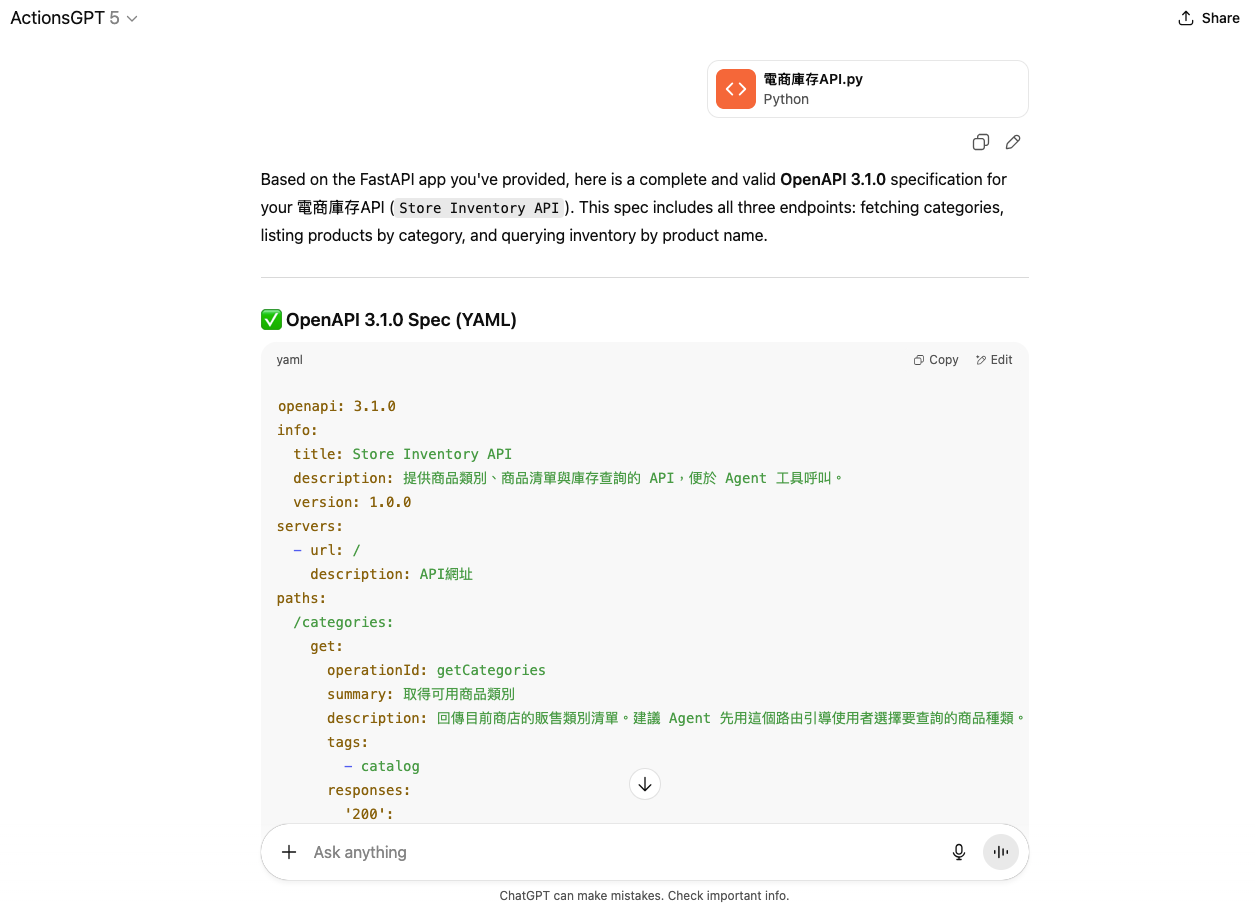 ActionsGPT 5
Share
電商庫存API.py
Python
Based on the FastAPI app you've provided, here is a complete and valid OpenAPI 3.1.0 specification for
your 電商庫存API ( Store Inventory API ). This spec includes all three endpoints: fetching categories,
listing products by category, and querying inventory by product name.
✅ OpenAPI 3.1.0 Spec (YAML)
yaml
Copy
Edit
openapi: 3.1.0
info:
  title: Store Inventory API
  description: 提供商品類別、商品清單與庫存查詢的 API，便於 Agent 工具呼叫。
  version: 1.0.0
servers:
  - url: /
    description: API網址
paths:
  /categories:
    get:
      operationId: getCategories
      summary: 取得可用商品類別
      description: 回傳目前商店的販售類別清單。建議 Agent 先用這個路由引導使用者選擇要查詢的商品種類。
      tags:
        - catalog
      responses:
        '200':
Ask anything
ChatGPT can make mistakes. Check important info.